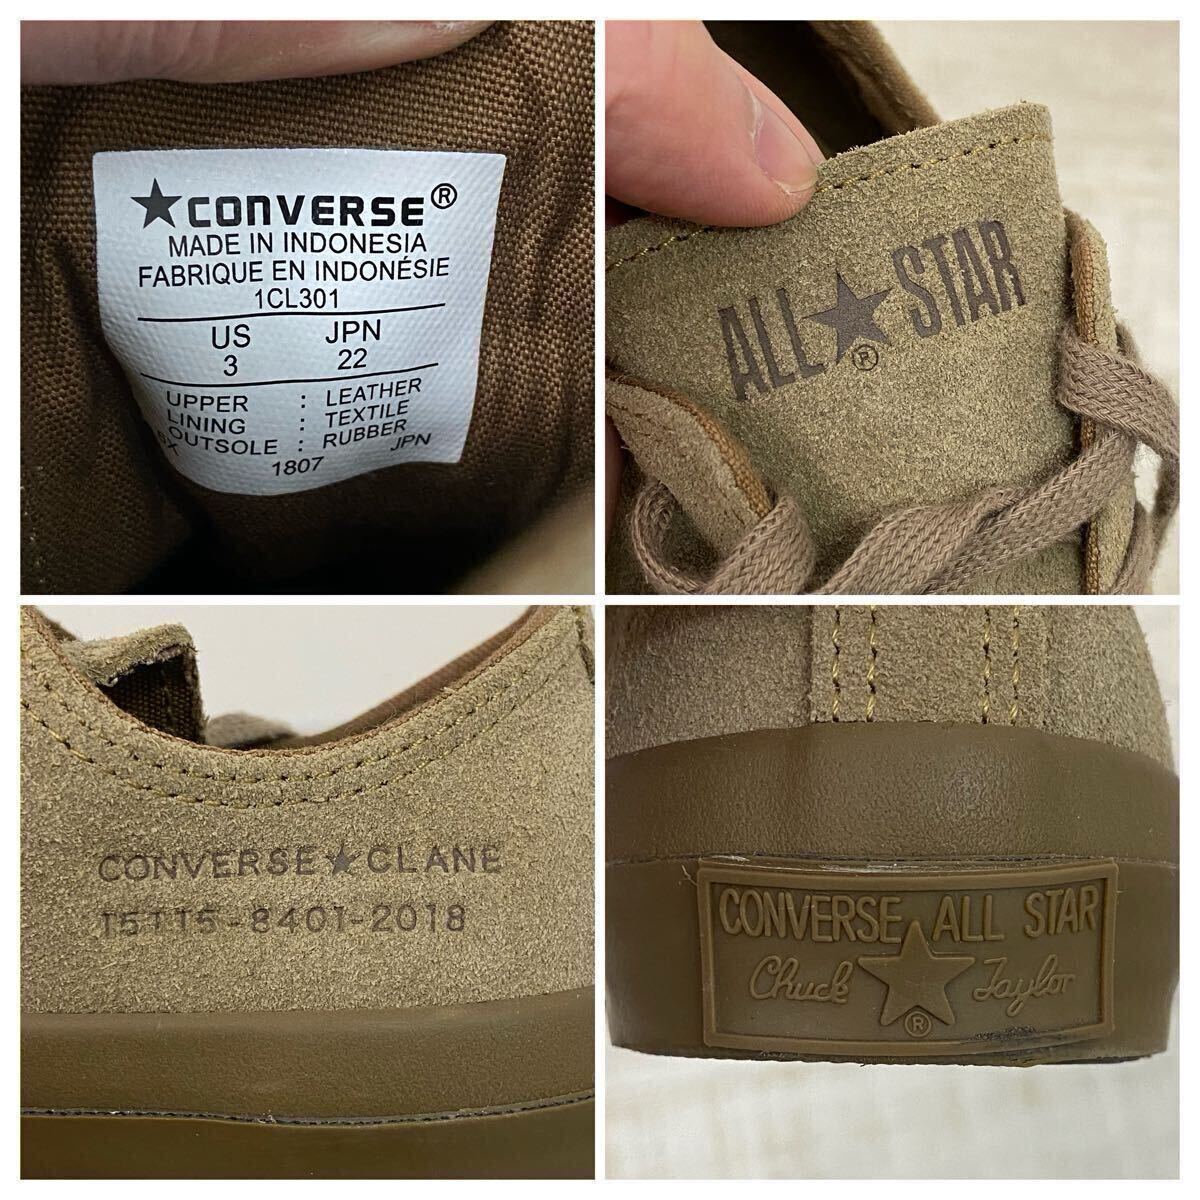 ★CONVERSE®
MADE IN INDONESIA
FABRIQUE EN INDONÉSIE
1CL301
US JPN
3 22
UPPER : LEATHER
LINING : TEXTILE
OUTSOLE : RUBBER
JPN
1807
ALL★STAR
®
CONVERSE★CLANE
15115-8401-2018
CONVERSE ALL STAR
Chuck ★ Taylor
®